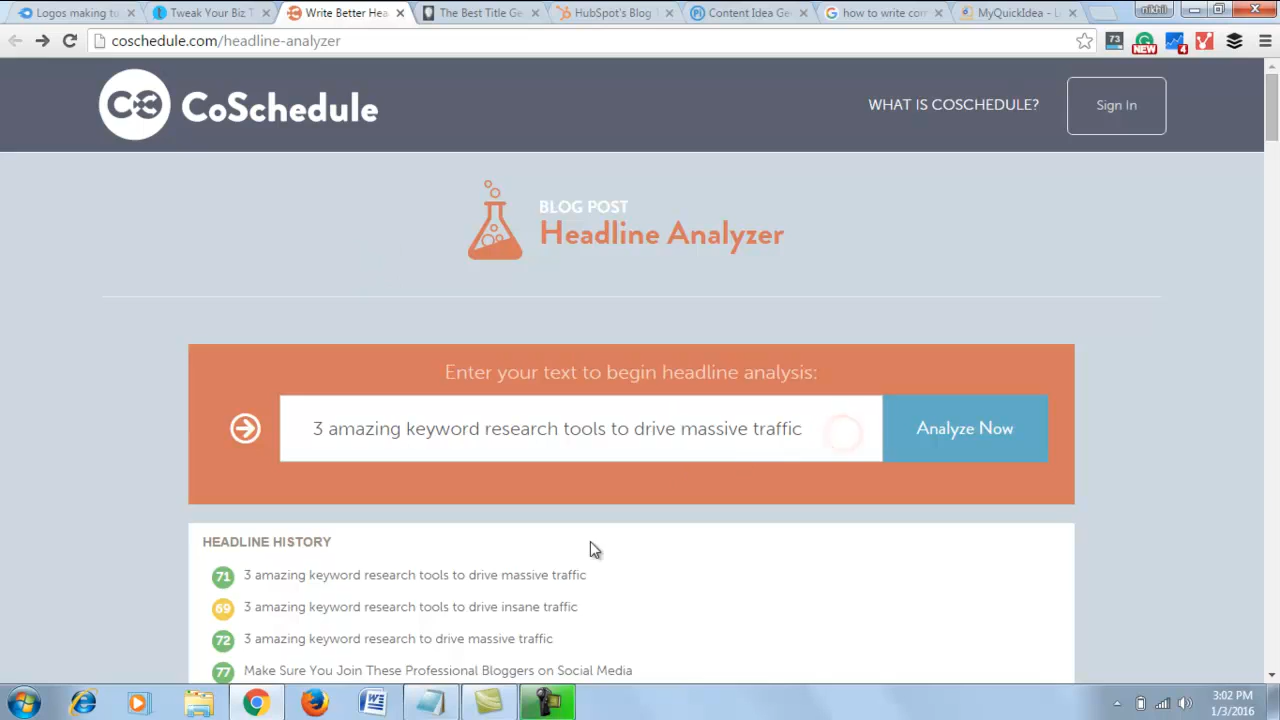 Logos making tu
Tweak Your Biz T
Write Better Hea
The Best Title Ge
HubSpot's Blog
Content Idea Ge
how to write com
MyQuickIdea - L
nikhil
coschedule.com/headline-analyzer
73
NEW
4
CoSchedule
WHAT IS COSCHEDULE?
Sign In
BLOG POST
Headline Analyzer
Enter your text to begin headline analysis:
3 amazing keyword research tools to drive massive traffic
Analyze Now
HEADLINE HISTORY
71 3 amazing keyword research tools to drive massive traffic
69 3 amazing keyword research tools to drive insane traffic
72 3 amazing keyword research to drive massive traffic
77 Make Sure You Join These Professional Bloggers on Social Media
3:02 PM
1/3/2016